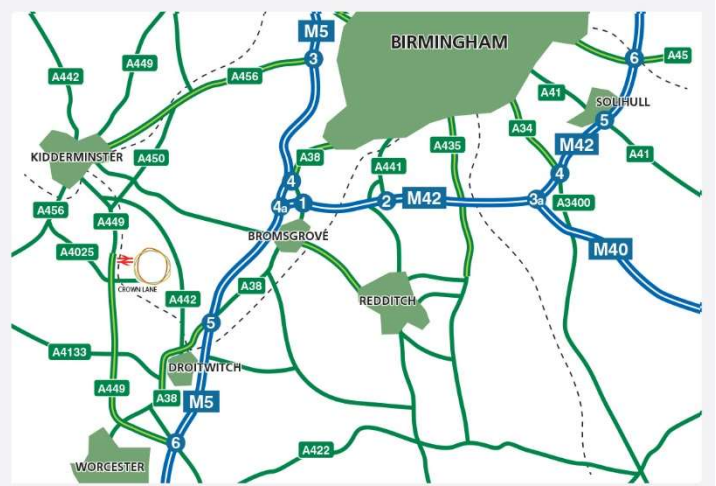 M5
BIRMINGHAM
3
6
A45
A449
A442
A456
A41
SOLIHULL
5
A34
M42
A41
KIDDERMINSTER
A450
A38
A441
A435
4
4
A3400
A456
A449
4a
1
2
M42
3a
BROMSGROVE
M40
A4025
CROWN LANE
A442
A38
REDDITCH
5
A4133
DROITWITCH
A449
A38
M5
6
A422
WORCESTER